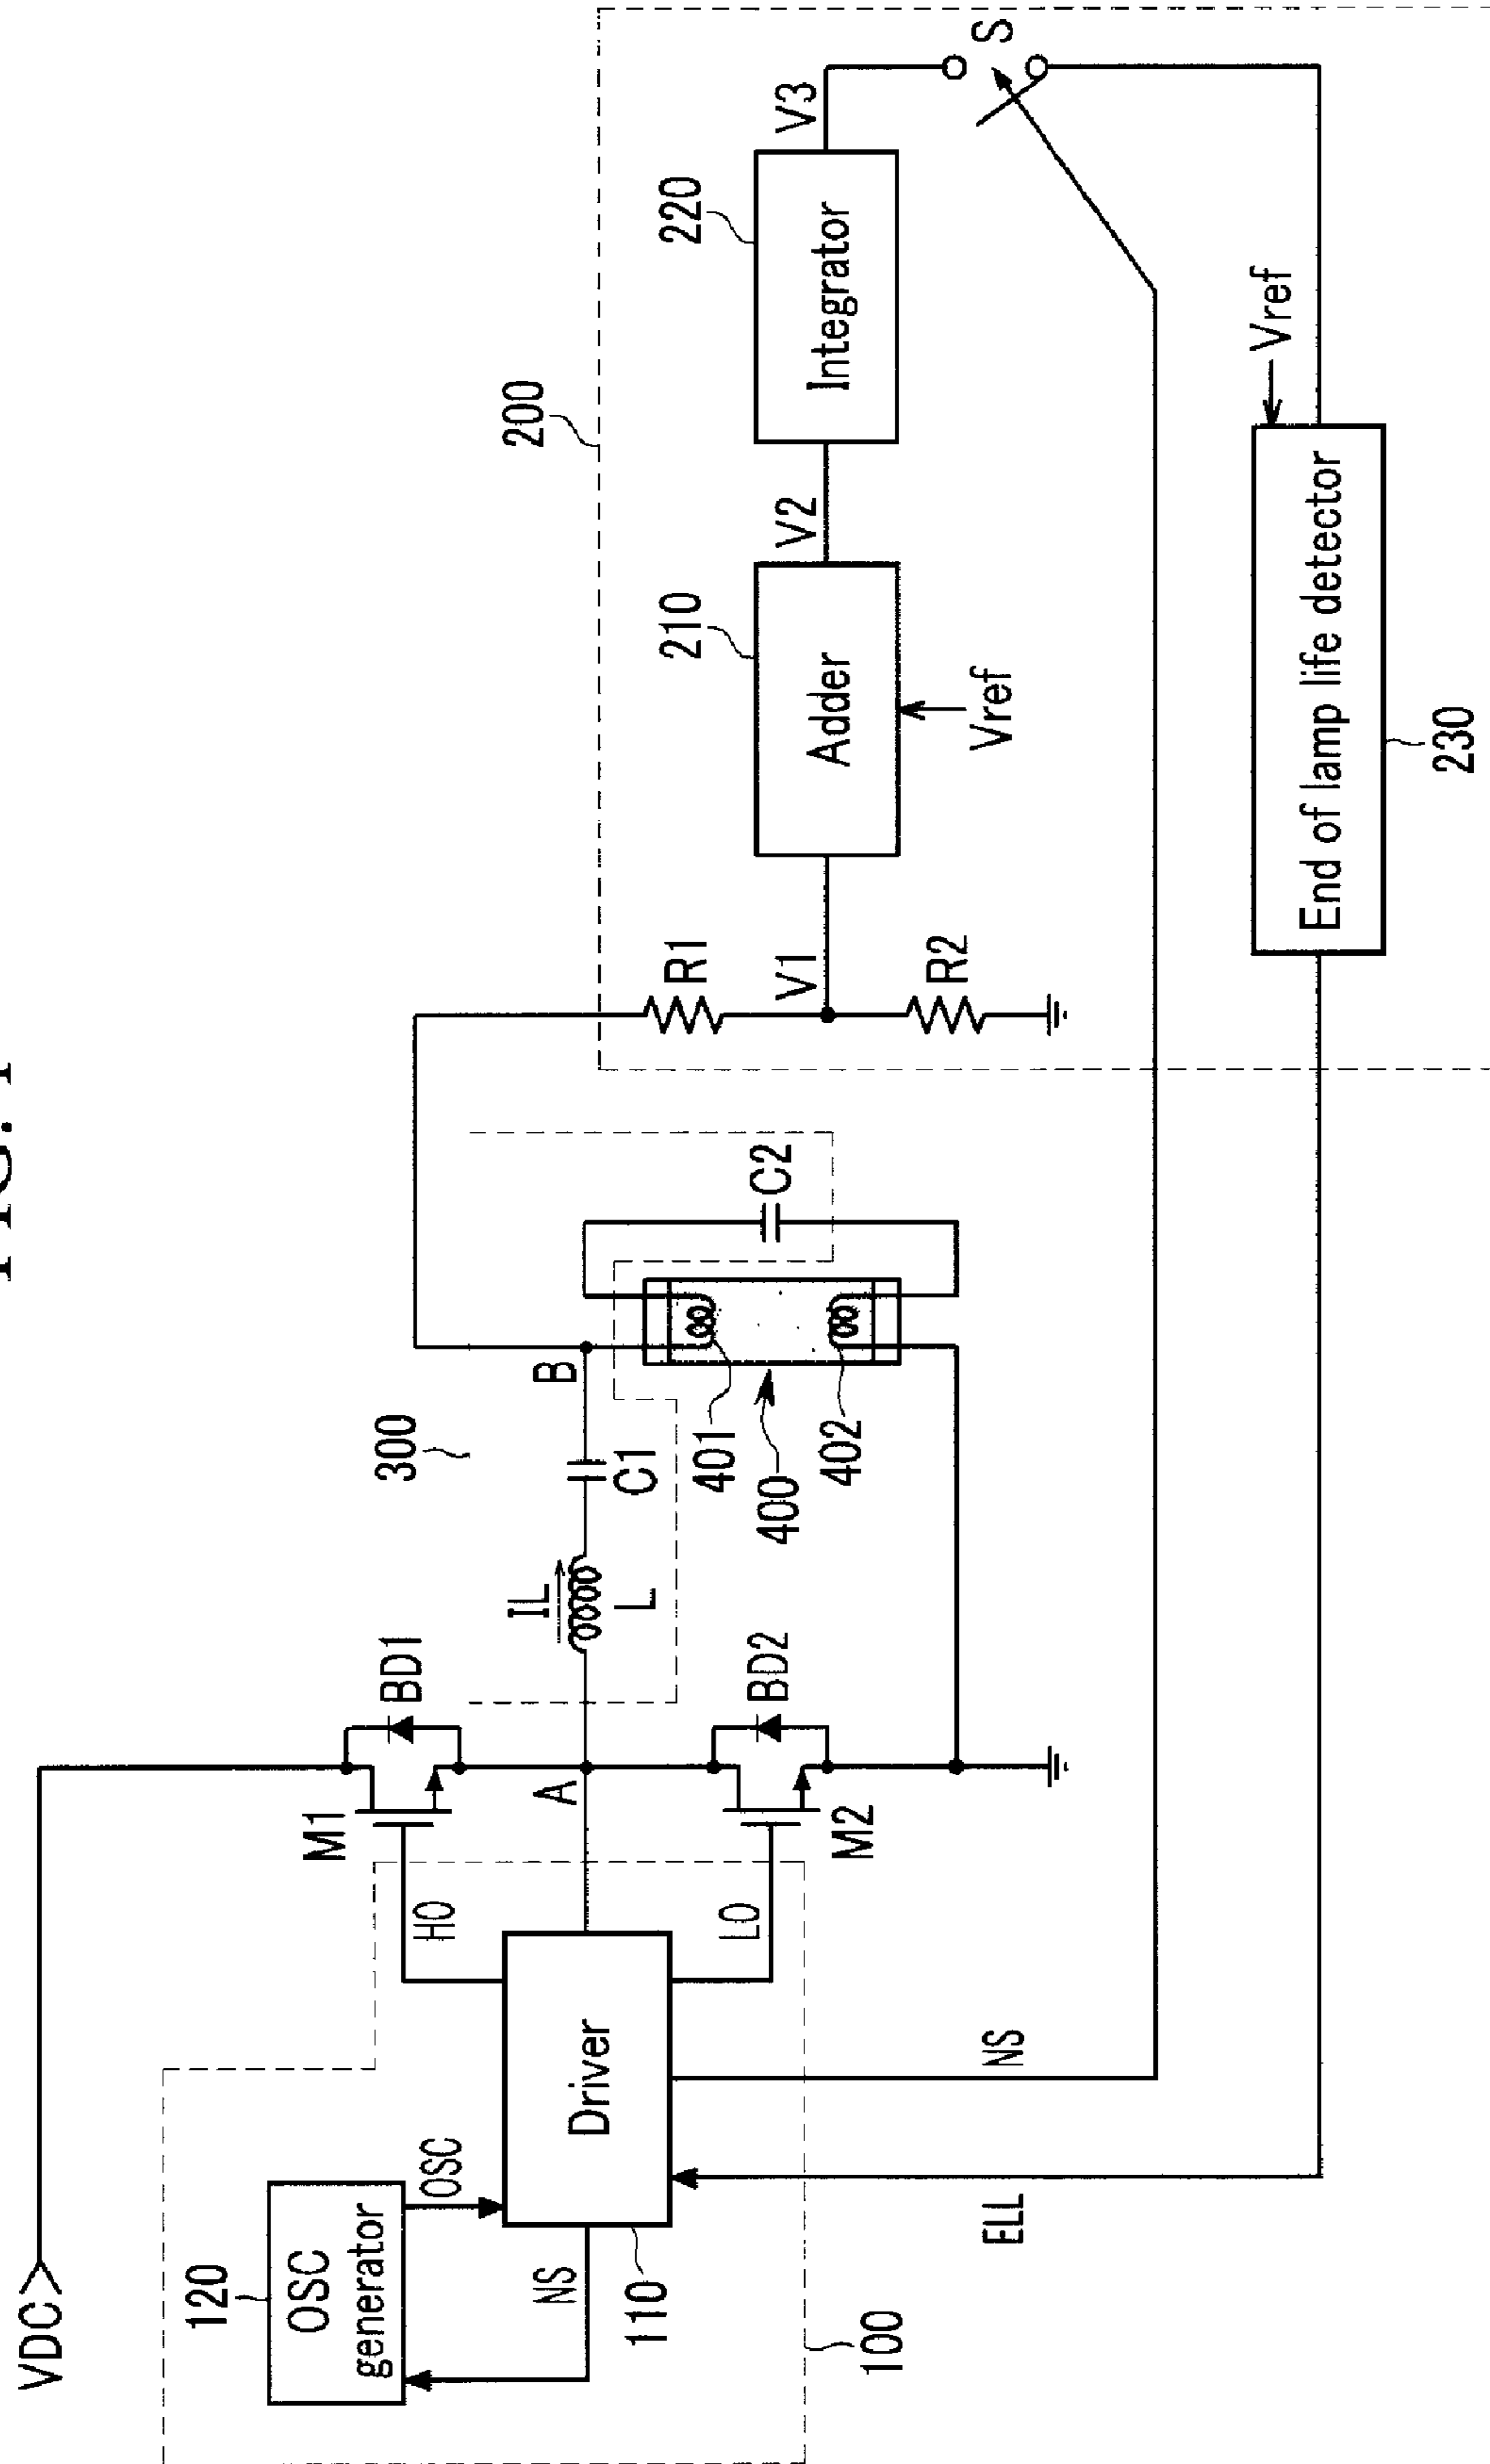 VDC
120
OSC
generator
OSC
NS
Driver
110
100
HO
LO
NS
ELL
M1
BD1
A
M2
BD2
IL
L
300
C1
B
401
400
402
C2
200
R1
V1
R2
210
Adder
Vref
V2
220
Integrator
V3
S
Vref
End of lamp life detector
230